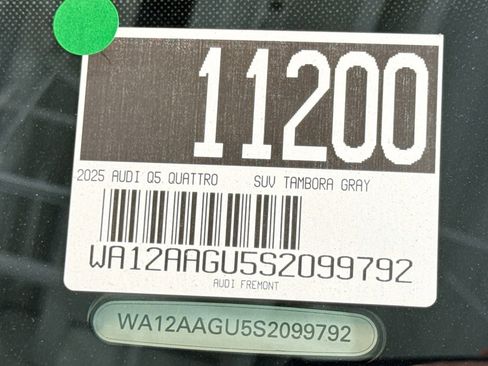 11200
2025 AUDI Q5 QUATTRO SUV TAMBORA GRAY
WA12AAGU5S2099792
AUDI FREMONT
WA12AAGU5S2099792